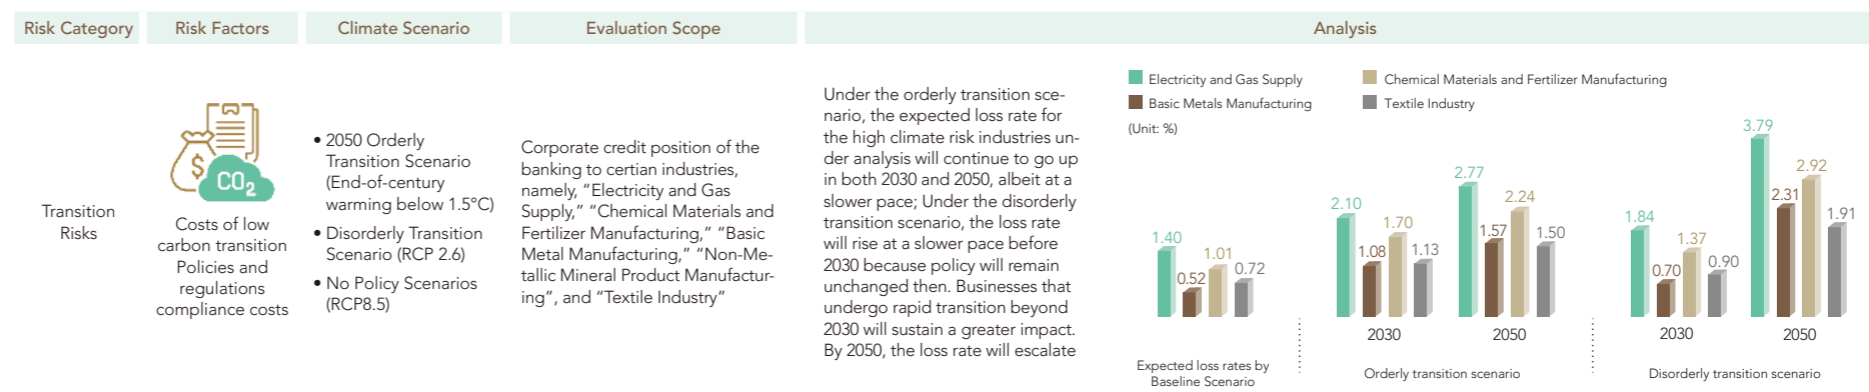 Risk Category
Risk Factors
Climate Scenario
Evaluation Scope
Analysis
Transition
Risks
CO2
$
Costs of low
carbon transition
Policies and
regulations
compliance costs
• 2050 Orderly
Transition Scenario
(End-of-century
warming below 1.5°C)
• Disorderly Transition
Scenario (RCP 2.6)
• No Policy Scenarios
(RCP8.5)
Corporate credit position of the
banking to certian industries,
namely, “Electricity and Gas
Supply,” “Chemical Materials and
Fertilizer Manufacturing,” “Basic
Metal Manufacturing,” “Non-Me-
tallic Mineral Product Manufactur-
ing”, and “Textile Industry”
Under the orderly transition sce-
nario, the expected loss rate for
the high climate risk industries un-
der analysis will continue to go up
in both 2030 and 2050, albeit at a
slower pace; Under the disorderly
transition scenario, the loss rate
will rise at a slower pace before
2030 because policy will remain
unchanged then. Businesses that
undergo rapid transition beyond
2030 will sustain a greater impact.
By 2050, the loss rate will escalate
Electricity and Gas Supply
Chemical Materials and Fertilizer Manufacturing
Basic Metals Manufacturing
Textile Industry
(Unit: %)
1.40
0.52
1.01
0.72
Expected loss rates by
Baseline Scenario
2.10
1.08
1.70
1.13
2030
2.77
1.57
2.24
1.50
2050
Orderly transition scenario
1.84
0.70
1.37
0.90
2030
3.79
2.31
2.92
1.91
2050
Disorderly transition scenario